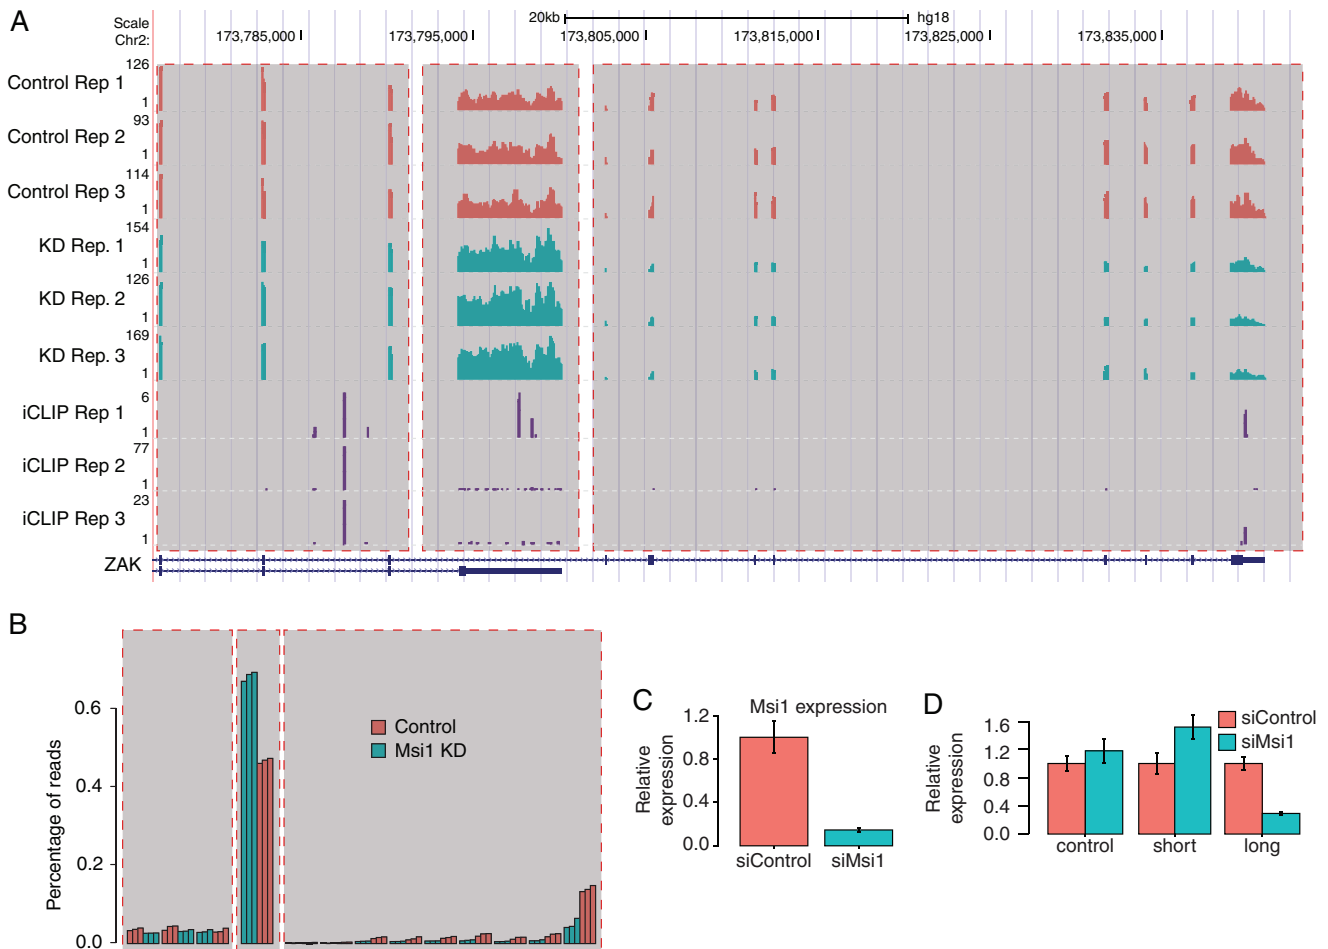 A
Scale
20kb
hg18
Chr2:
173,785,000
173,795,000
173,805,000
173,815,000
173,825,000
173,835,000
Control Rep 1
126
1
Control Rep 2
93
1
Control Rep 3
114
1
KD Rep. 1
154
1
KD Rep. 2
126
1
KD Rep. 3
169
1
iCLIP Rep 1
6
1
iCLIP Rep 2
77
1
iCLIP Rep 3
23
1
ZAK
B
Percentage of reads
0.6
0.4
0.2
0.0
Control
Msi1 KD
C
Msi1 expression
Relative
expression
1.2
0.8
0.4
0.0
siControl
siMsi1
D
siControl
siMsi1
Relative
expression
1.6
1.2
0.8
0.4
0.0
control
short
long